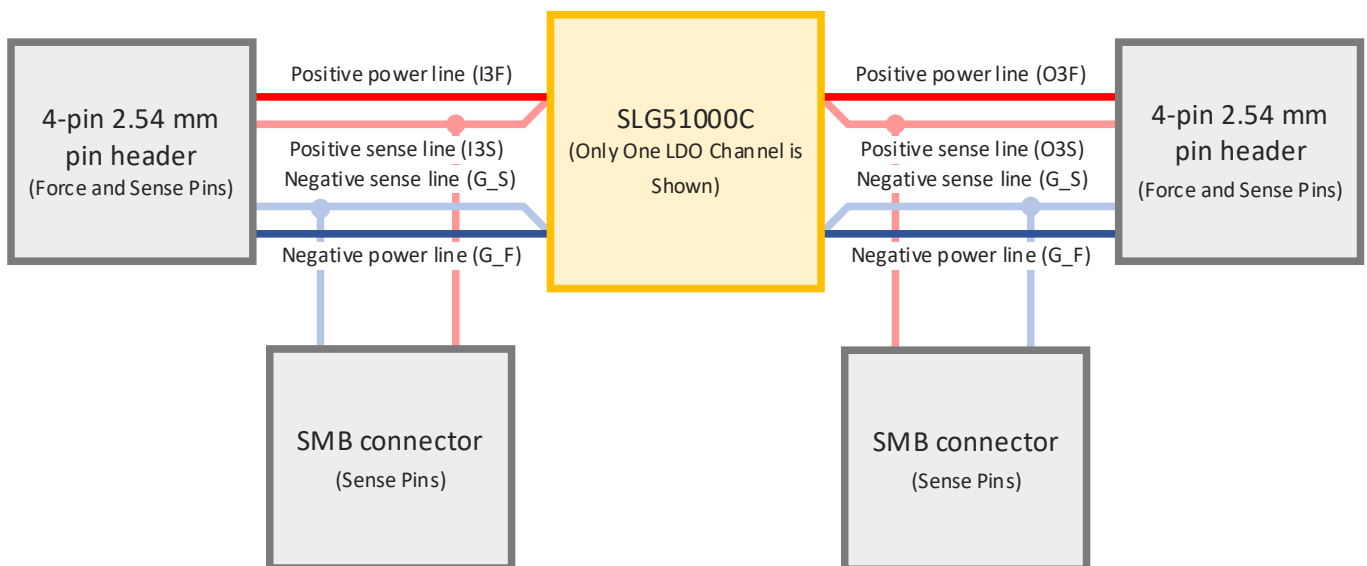 4-pin 2.54 mm
pin header
(Force and Sense Pins)
Positive power line (I3F)
Positive sense line (I3S)
Negative sense line (G_S)
Negative power line (G_F)
SLG51000C
(Only One LDO Channel is
Shown)
Positive power line (O3F)
Positive sense line (O3S)
Negative sense line (G_S)
Negative power line (G_F)
4-pin 2.54 mm
pin header
(Force and Sense Pins)
SMB connector
(Sense Pins)
SMB connector
(Sense Pins)